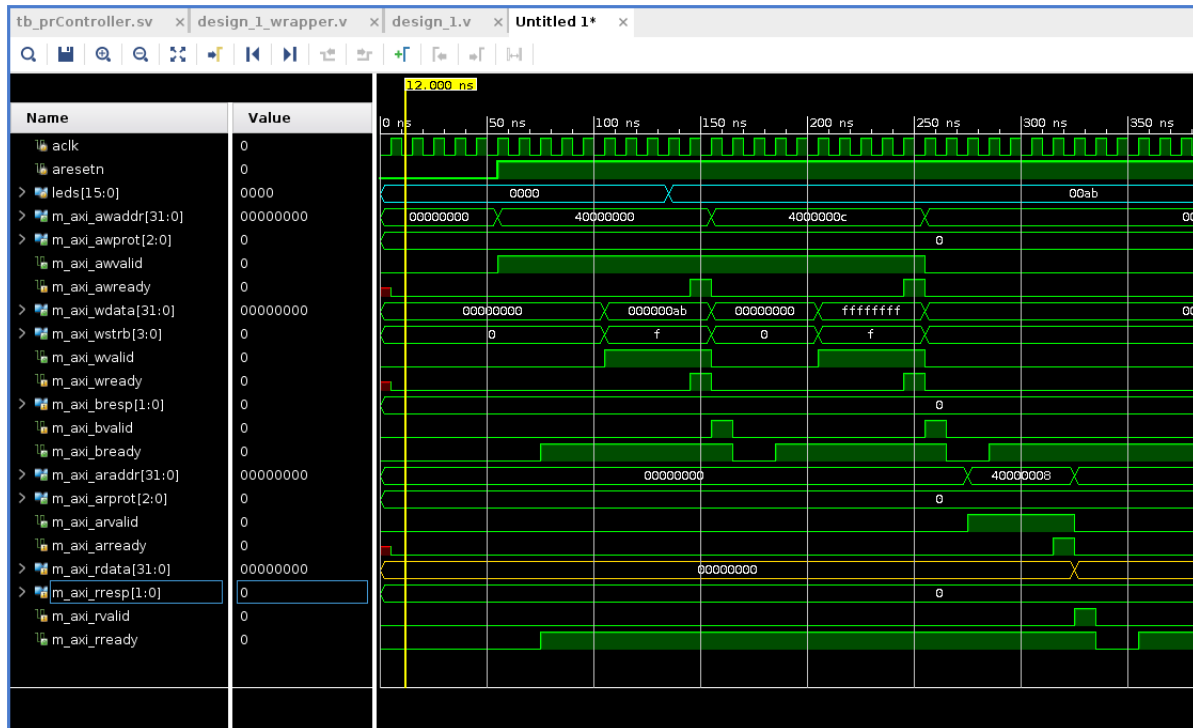 tb_prController.sv × design_1_wrapper.v × design_1.v × Untitled 1* ×
12.000 ns
Name Value
0 ns 50 ns 100 ns 150 ns 200 ns 250 ns 300 ns 350 ns
aclk 0
aresetn 0
leds[15:0] 0000 0000 00ab
m_axi_awaddr[31:0] 00000000 00000000 40000000 4000000c 00
m_axi_awprot[2:0] 0 0
m_axi_awvalid 0
m_axi_awready 0
m_axi_wdata[31:0] 00000000 00000000 000000ab 00000000 ffffffff 00
m_axi_wstrb[3:0] 0 0 f 0 f
m_axi_wvalid 0
m_axi_wready 0
m_axi_bresp[1:0] 0 0
m_axi_bvalid 0
m_axi_bready 0
m_axi_araddr[31:0] 00000000 00000000 40000008
m_axi_arprot[2:0] 0 0
m_axi_arvalid 0
m_axi_arready 0
m_axi_rdata[31:0] 00000000 00000000
m_axi_rresp[1:0] 0 0
m_axi_rvalid 0
m_axi_rready 0